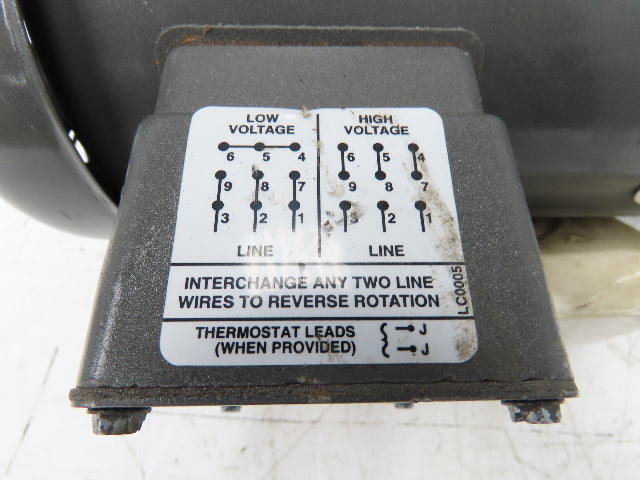 LOW
VOLTAGE
6 5 4
9 8 7
3 2 1
LINE
HIGH
VOLTAGE
6 5 4
9 8 7
3 2 1
LINE
INTERCHANGE ANY TWO LINE
WIRES TO REVERSE ROTATION
LC0005
THERMOSTAT LEADS
(WHEN PROVIDED)
J
J